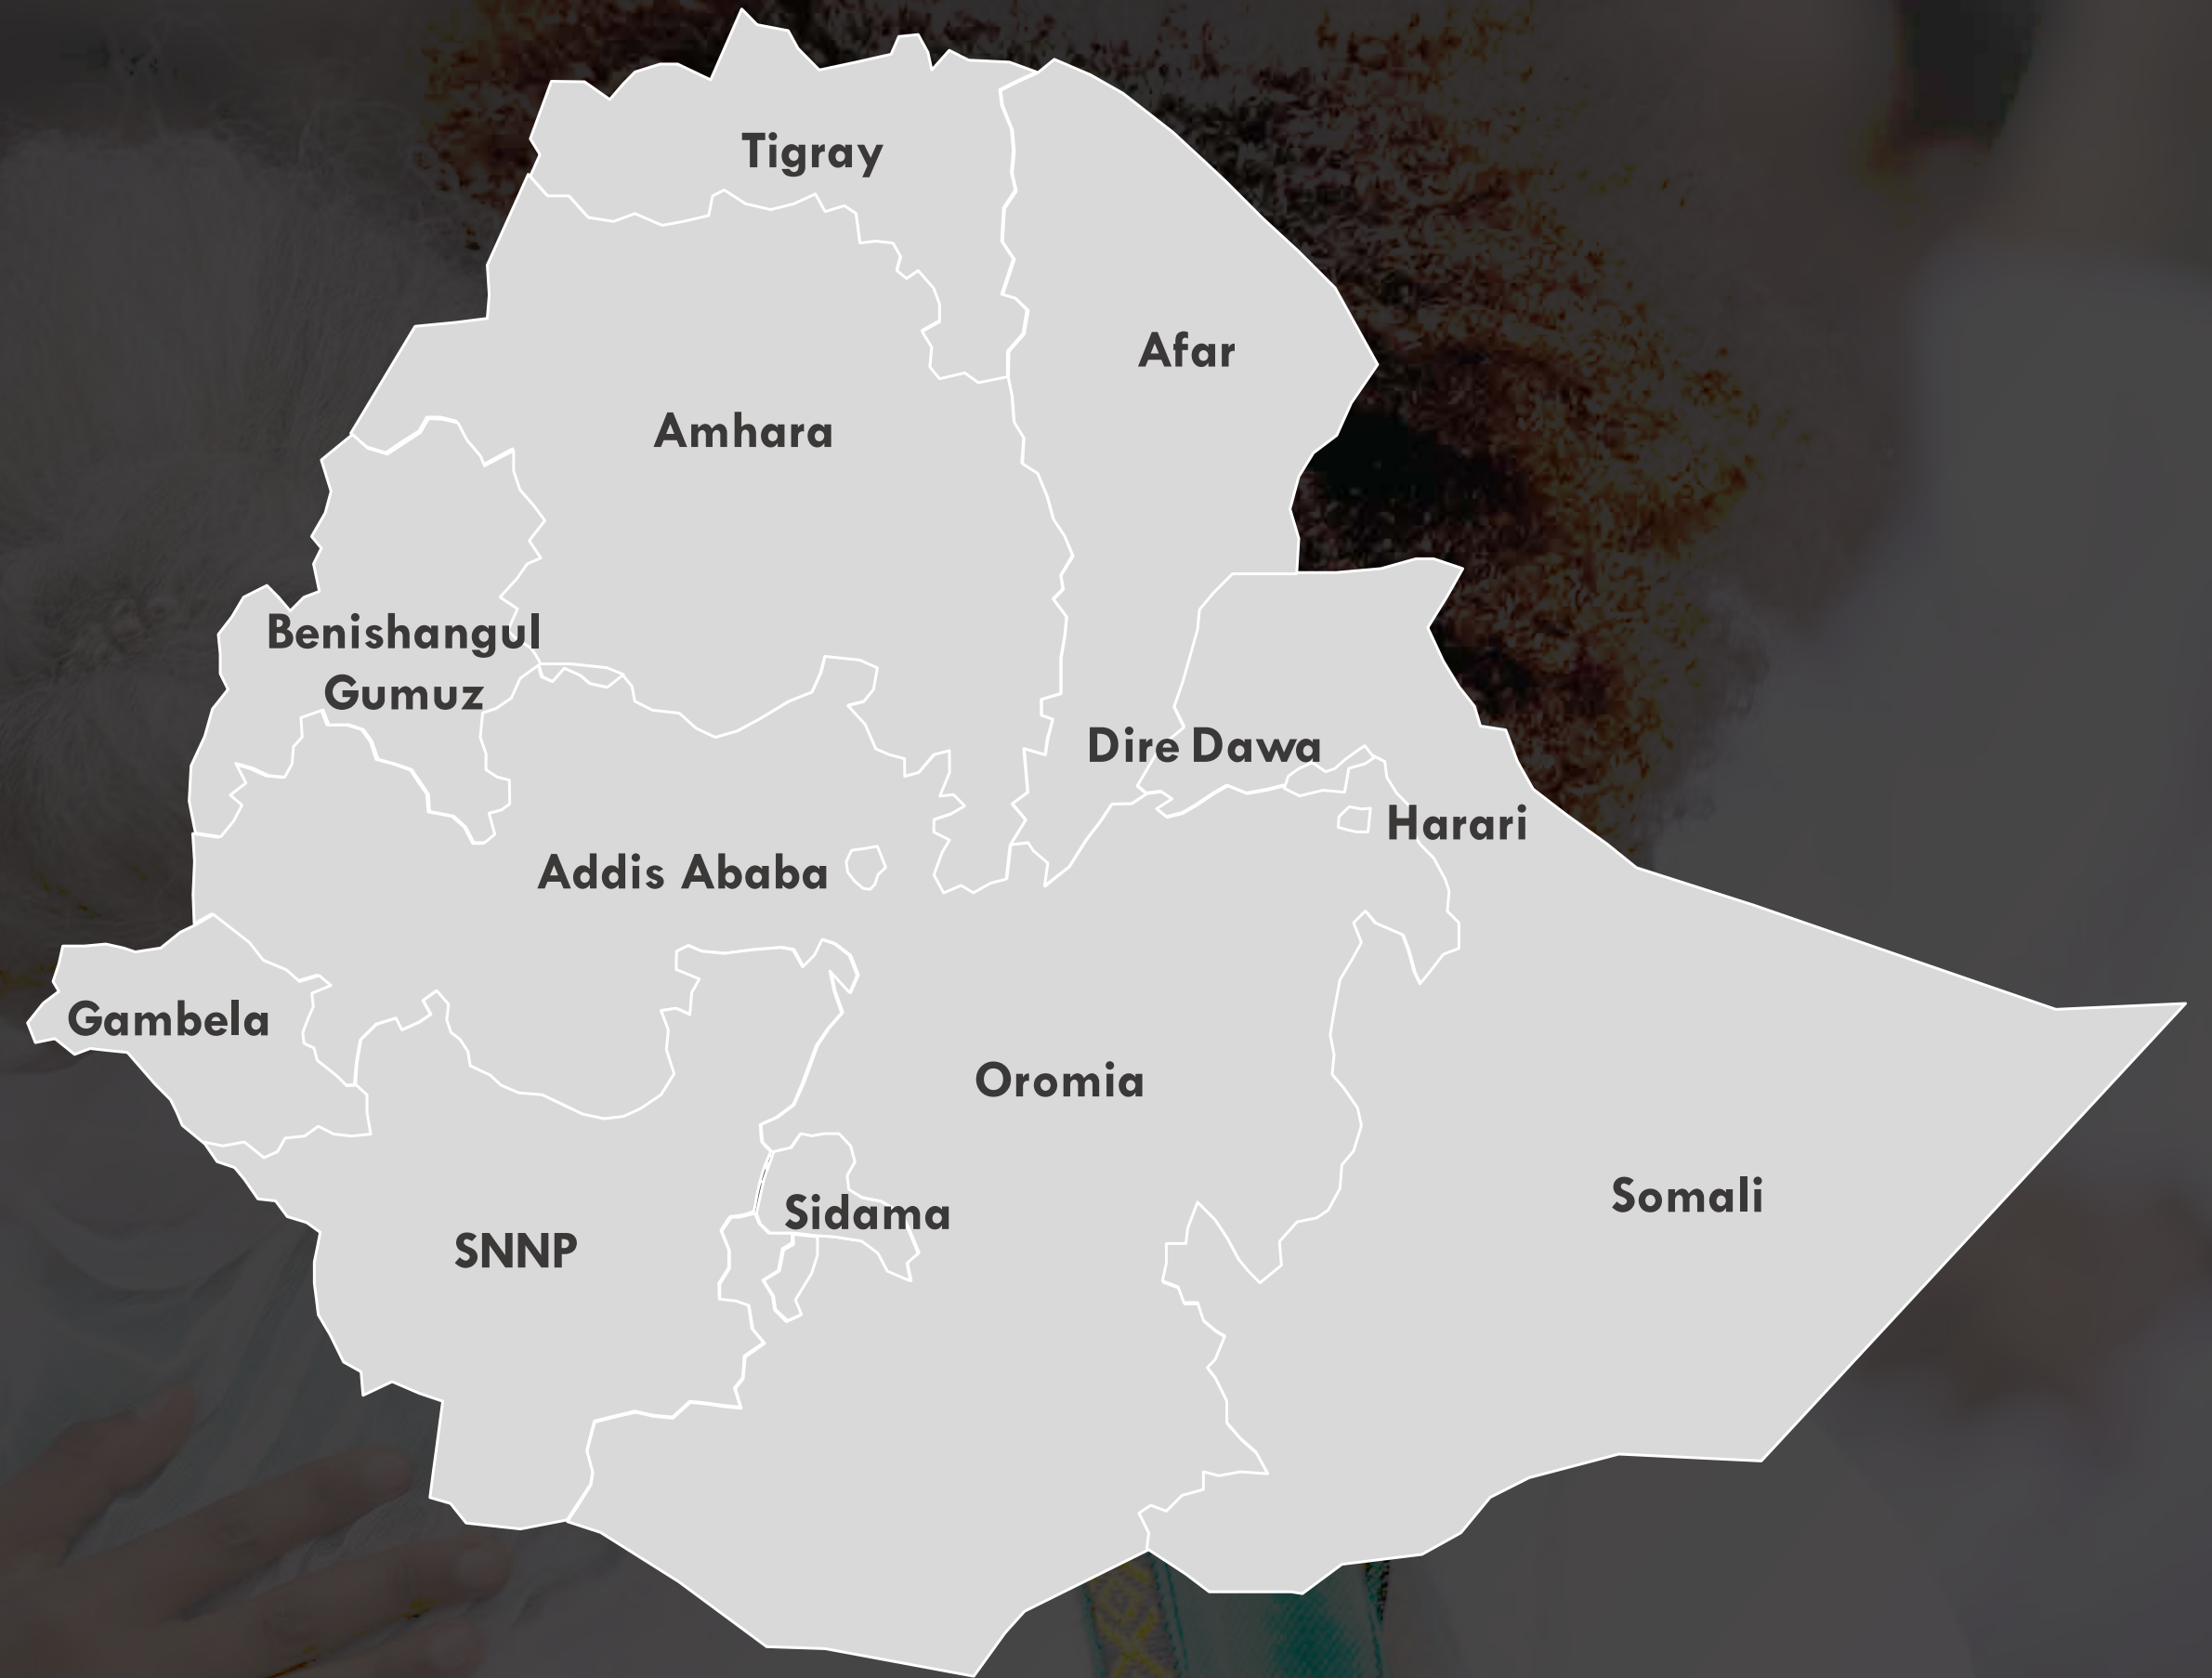 Tigray
Afar
Amhara
Benishangul
Gumuz
Dire Dawa
Harari
Addis Ababa
Gambela
Oromia
Somali
Sidama
SNNP